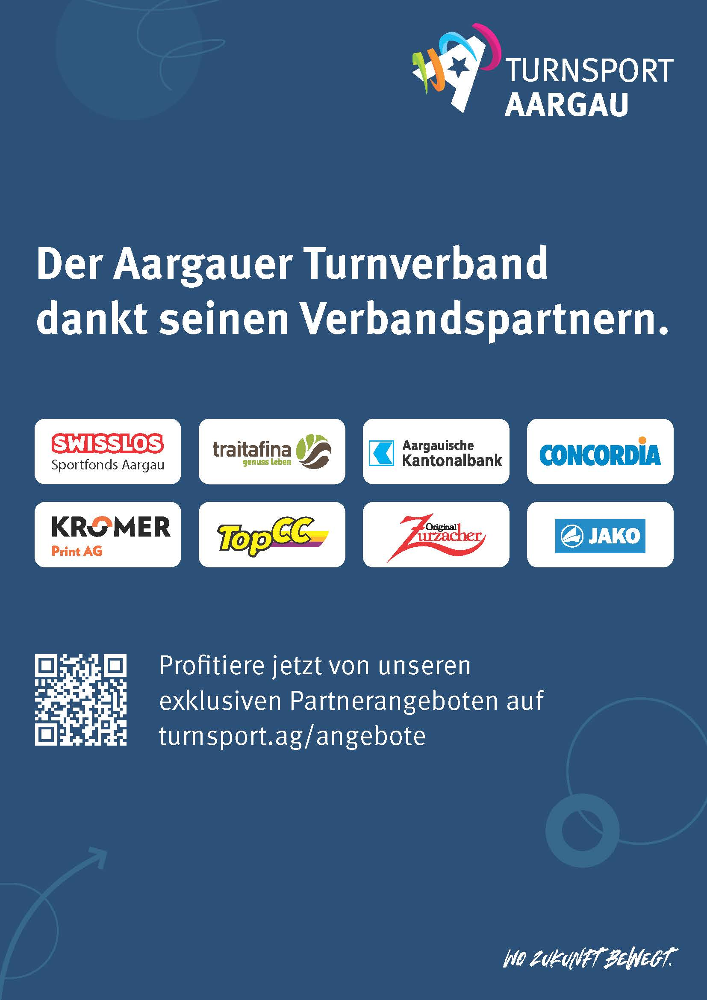 TURNSPORT
AARGAU
Der Aargauer Turnverband
dankt seinen Verbandspartnern.
SWISSLOS
Sportfonds Aargau
traitafina
genuss leben
Aargauische
Kantonalbank
CONCORDIA
KROMER
Print AG
TopCC
Original
Zurzacher
JAKO
Profitiere jetzt von unseren
exklusiven Partnerangeboten auf
turnsport.ag/angebote
WO ZUKUNFT BEWEGT.